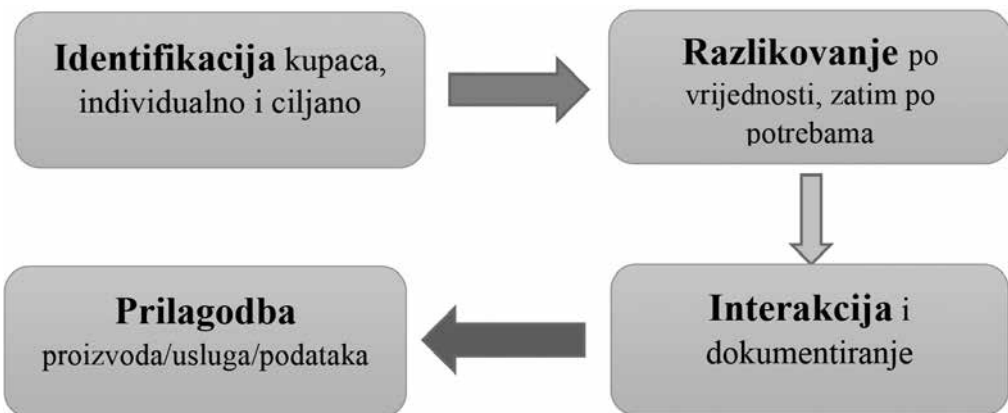 Identifikacija kupaca,
individualno i ciljano
Razlikovanje po
vrijednosti, zatim po
potrebama
Interakcija i
dokumentiranje
Prilagodba
proizvoda/usluga/podataka